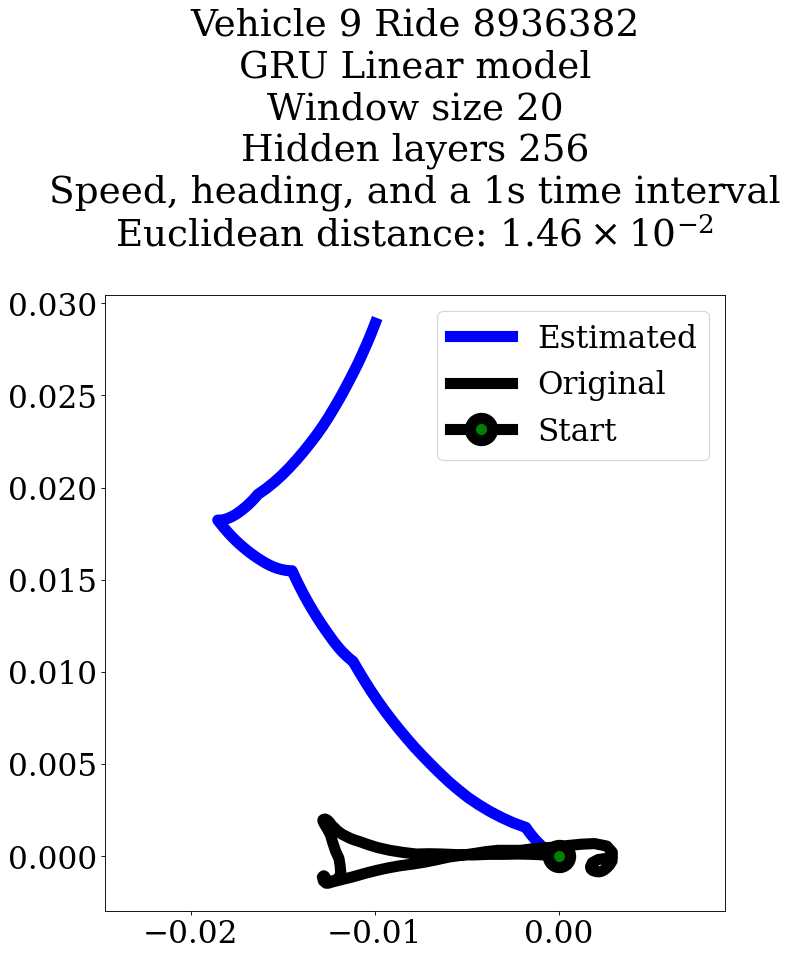 Vehicle 9 Ride 8936382
GRU Linear model
Window size 20
Hidden layers 256
Speed, heading, and a 1s time interval
Euclidean distance: 1.46 × 10⁻²
0.030
0.025
0.020
0.015
0.010
0.005
0.000
Estimated
Original
Start
−0.02
−0.01
0.00